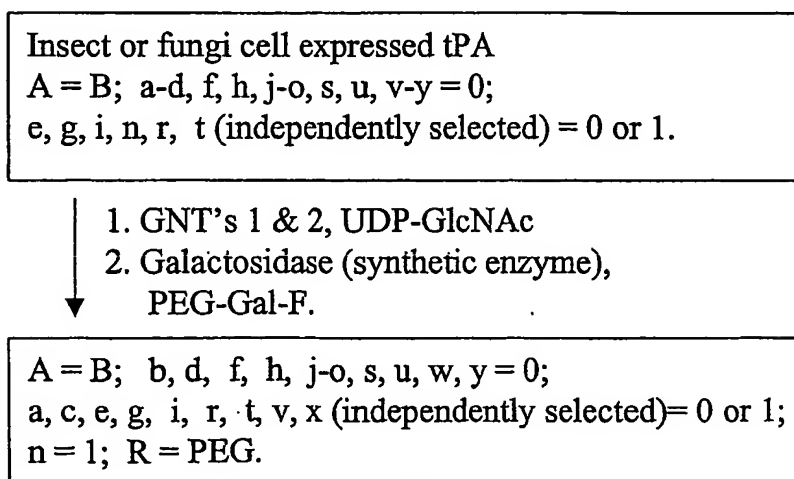 Insect or fungi cell expressed tPA
A = B; a-d, f, h, j-o, s, u, v-y = 0;
e, g, i, n, r, t (independently selected) = 0 or 1.
1. GNT's 1 & 2, UDP-GlcNAc
2. Galactosidase (synthetic enzyme),
PEG-Gal-F.
A = B; b, d, f, h, j-o, s, u, w, y = 0;
a, c, e, g, i, r, t, v, x (independently selected)= 0 or 1;
n = 1; R = PEG.